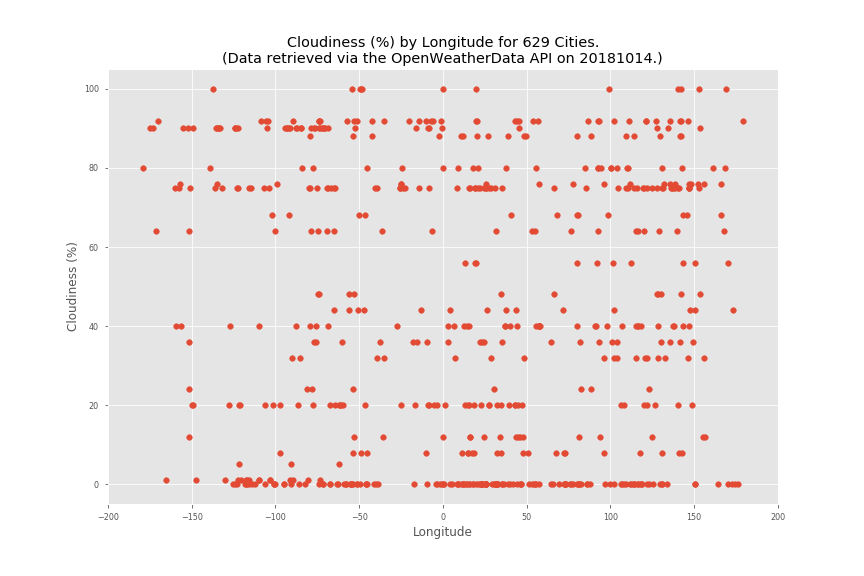 Cloudiness (%) by Longitude for 629 Cities.
(Data retrieved via the OpenWeatherData API on 20181014.)
100
80
60
40
20
0
Cloudiness (%)
−200 −150 −100 −50 0 50 100 150 200
Longitude